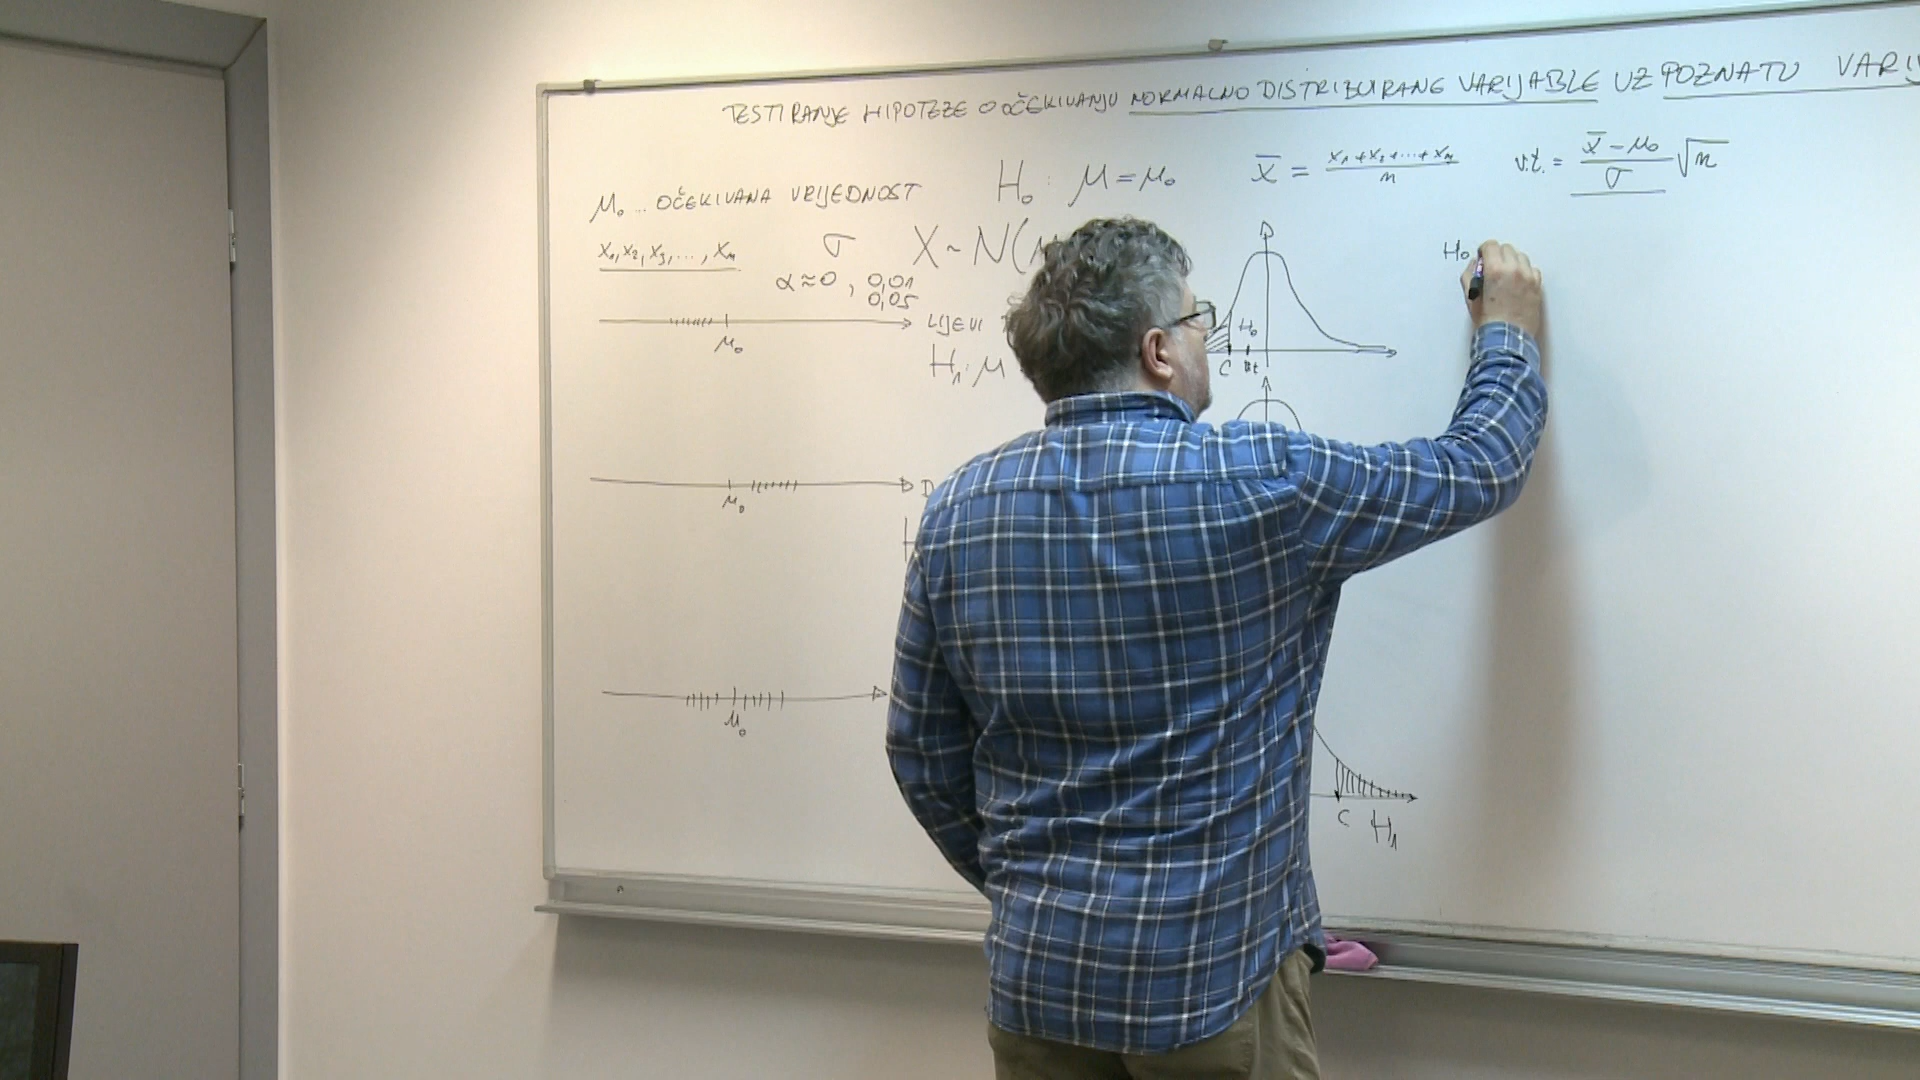 TESTIRANJE HIPOTEZE O OČEKIVANJU NORMALNO DISTRIBUIRANE VARIJABLE UZ POZNATU VARIJ
μ₀ ... OČEKIVANA VRIJEDNOST
H₀: μ = μ₀
x̄ = (x₁+x₂+...+xₙ)/n
v.t. = (x̄ - μ₀)/σ √n
x₁, x₂, x₃, ..., xₙ
σ
X ~ N(μ
α ≈ 0, 0,01
0,05
H₀
μ₀
LIJEVI
H₁: μ
H₀
C
v.t
μ₀
D
H
μ₀
C
H₁